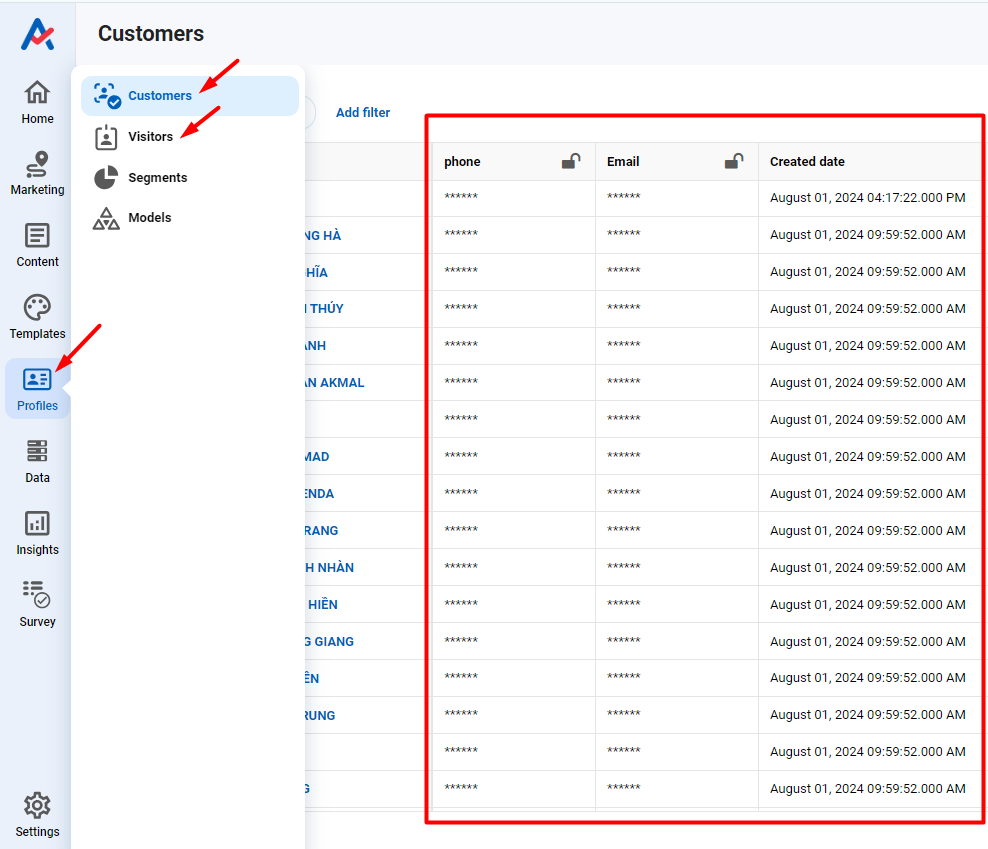 Customers
Home
Marketing
Content
Templates
Profiles
Data
Insights
Survey
Settings
Customers
Visitors
Segments
Models
Add filter
phone Email Created date
****** ****** August 01, 2024 04:17:22.000 PM
NG HÀ ****** ****** August 01, 2024 09:59:52.000 AM
HĨA ****** ****** August 01, 2024 09:59:52.000 AM
THÚY ****** ****** August 01, 2024 09:59:52.000 AM
ANH ****** ****** August 01, 2024 09:59:52.000 AM
AN AKMAL ****** ****** August 01, 2024 09:59:52.000 AM
****** ****** August 01, 2024 09:59:52.000 AM
MAD ****** ****** August 01, 2024 09:59:52.000 AM
ENDA ****** ****** August 01, 2024 09:59:52.000 AM
RANG ****** ****** August 01, 2024 09:59:52.000 AM
H NHÀN ****** ****** August 01, 2024 09:59:52.000 AM
HIỀN ****** ****** August 01, 2024 09:59:52.000 AM
G GIANG ****** ****** August 01, 2024 09:59:52.000 AM
ÊN ****** ****** August 01, 2024 09:59:52.000 AM
RUNG ****** ****** August 01, 2024 09:59:52.000 AM
****** ****** August 01, 2024 09:59:52.000 AM
G ****** ****** August 01, 2024 09:59:52.000 AM